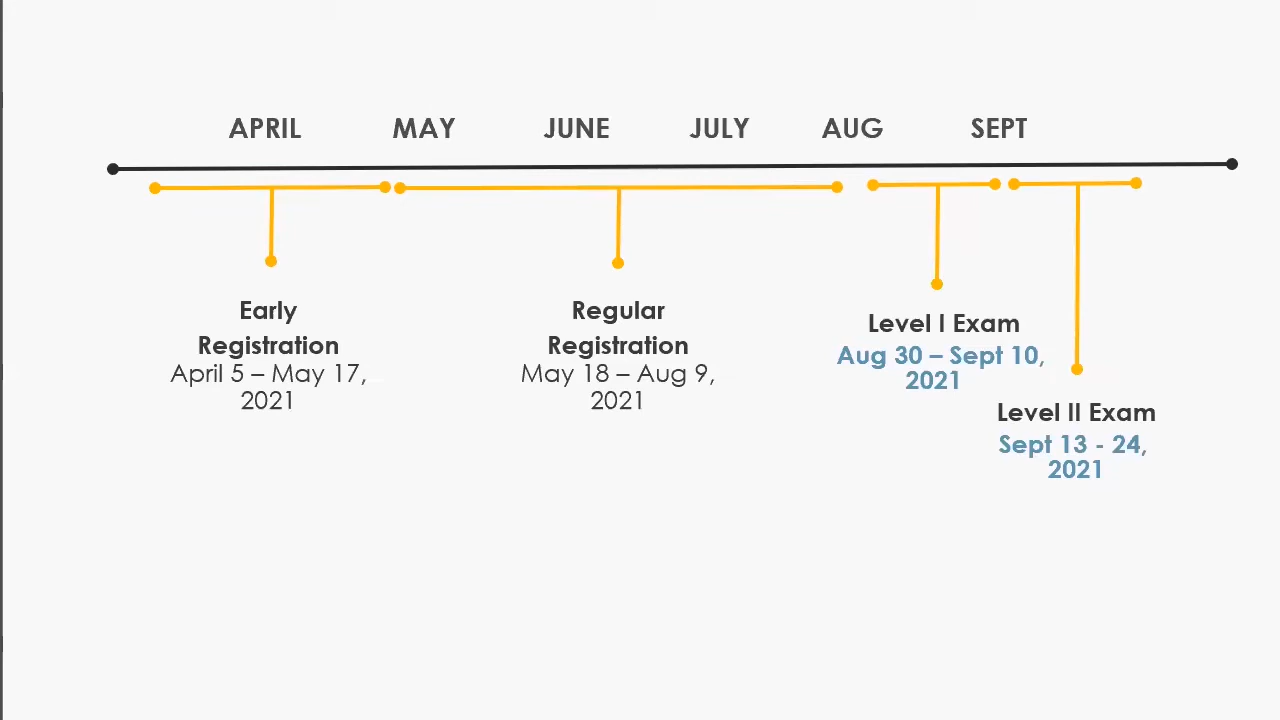 APRIL MAY JUNE JULY AUG SEPT
Early
Registration
April 5 – May 17,
2021
Regular
Registration
May 18 – Aug 9,
2021
Level I Exam
Aug 30 – Sept 10,
2021
Level II Exam
Sept 13 - 24,
2021